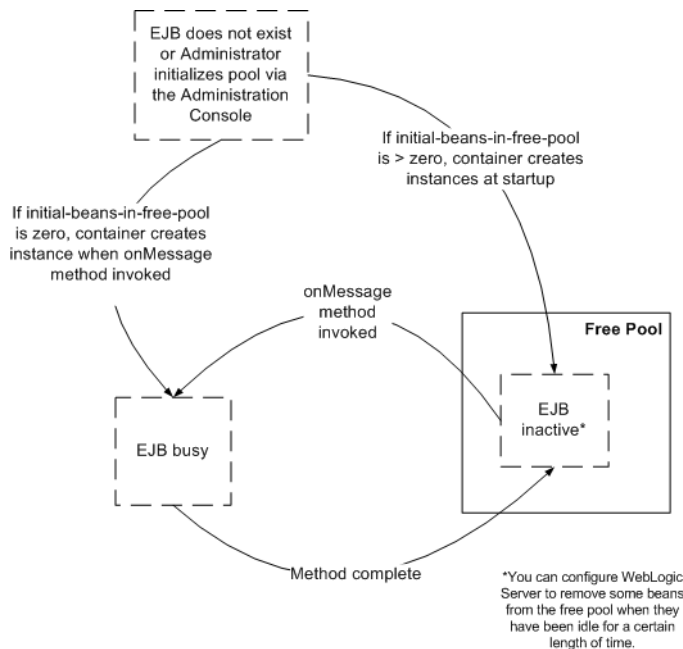 EJB does not exist
or Administrator
initializes pool via
the Administration
Console
If initial-beans-in-free-pool
is > zero, container creates
instances at startup
If initial-beans-in-free-pool
is zero, container creates
instance when onMessage
method invoked
onMessage
method
invoked
Free Pool
EJB
inactive*
EJB busy
Method complete
*You can configure WebLogic
Server to remove some beans
from the free pool when they
have been idle for a certain
length of time.